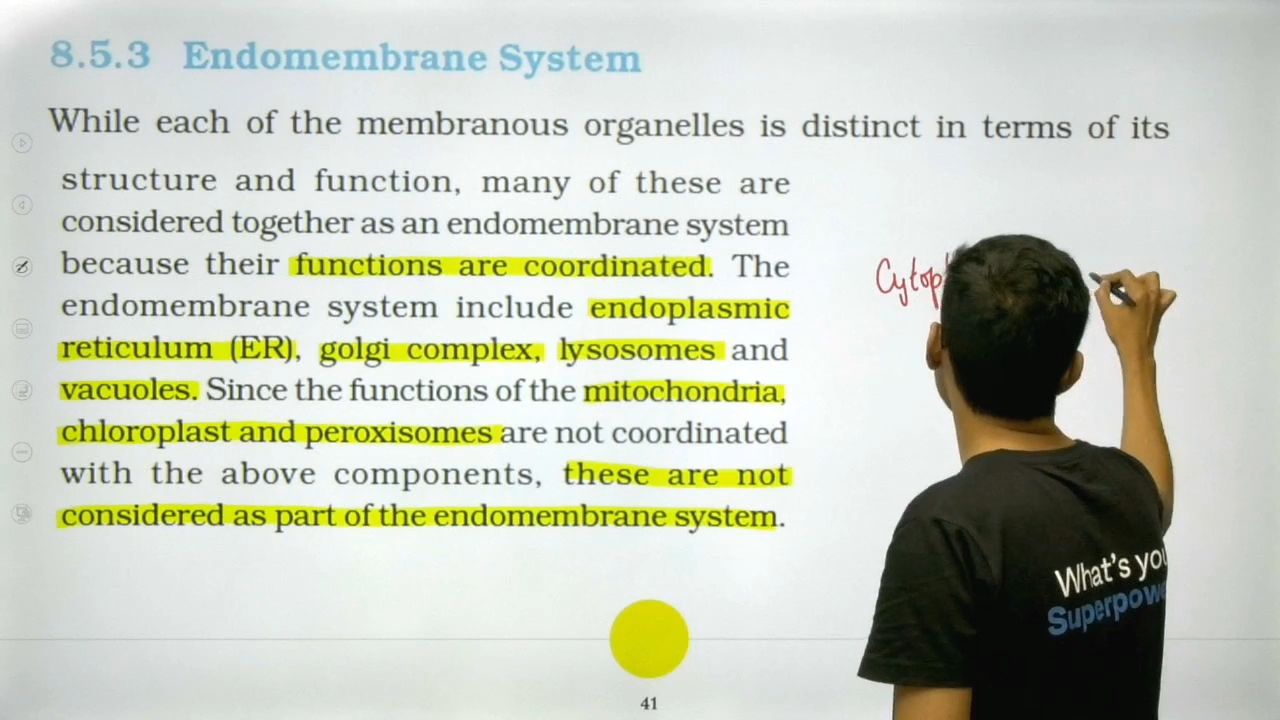 8.5.3 Endomembrane System
While each of the membranous organelles is distinct in terms of its
structure and function, many of these are
considered together as an endomembrane system
because their functions are coordinated. The
endomembrane system include endoplasmic
reticulum (ER), golgi complex, lysosomes and
vacuoles. Since the functions of the mitochondria,
chloroplast and peroxisomes are not coordinated
with the above components, these are not
considered as part of the endomembrane system.
Cytop
What's you
Superpowe
41